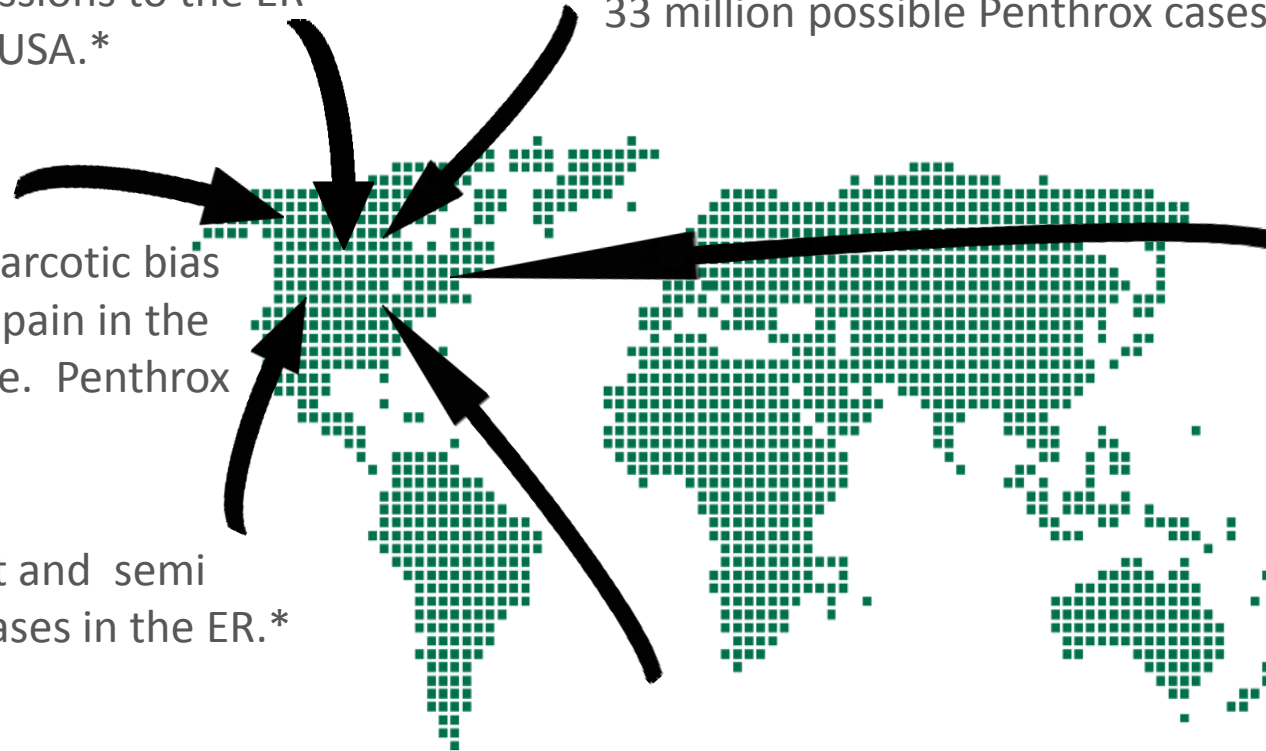 ssions to the ER
USA.*
33 million possible Penthrox cases
arcotic bias
pain in the
e. Penthrox
t and semi
ases in the ER.*